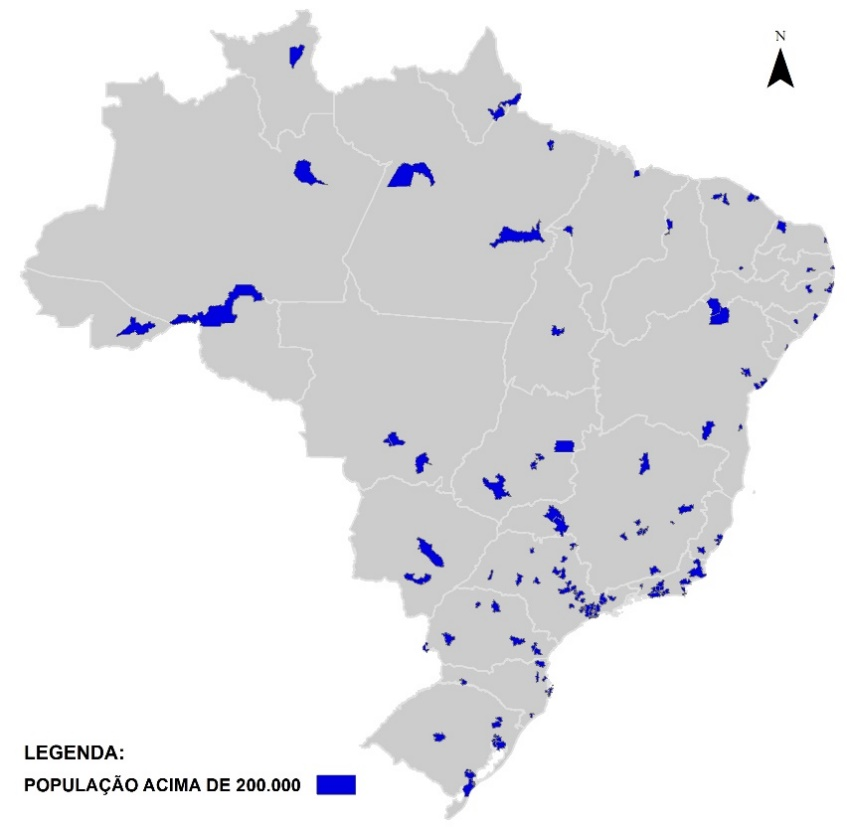 N
LEGENDA:
POPULAÇÃO ACIMA DE 200.000